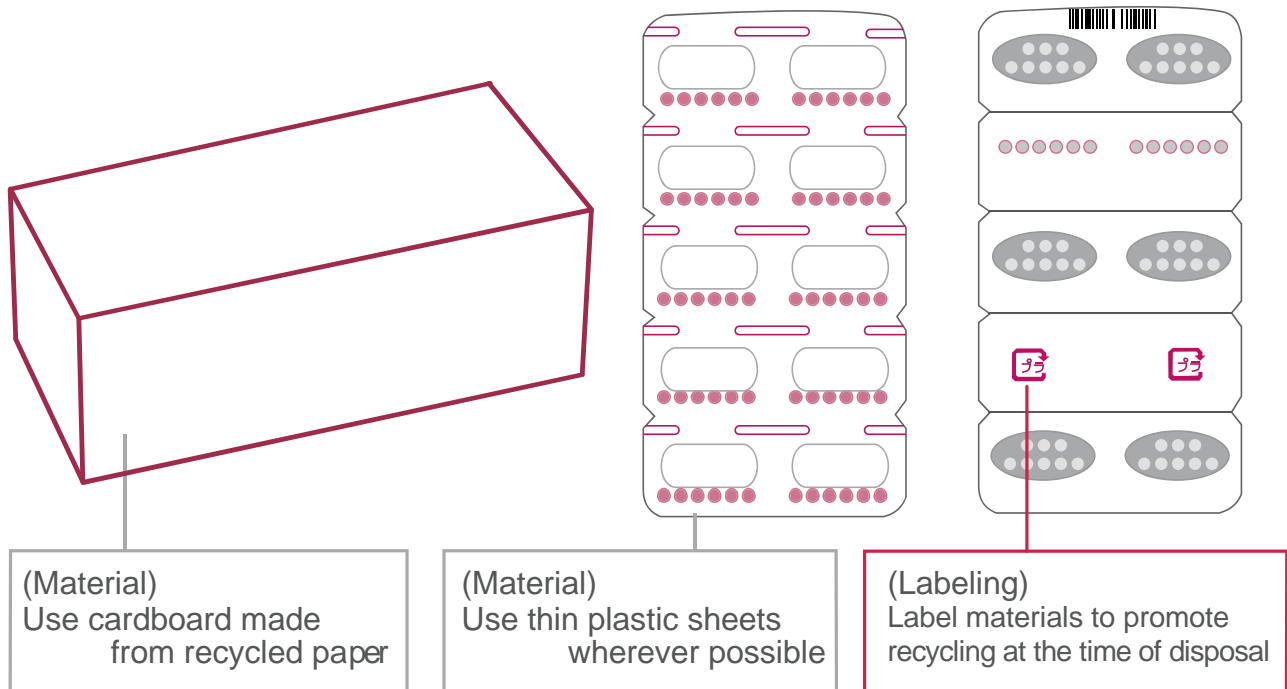 プラ
プラ
(Material)
Use cardboard made
from recycled paper
(Material)
Use thin plastic sheets
wherever possible
(Labeling)
Label materials to promote
recycling at the time of disposal